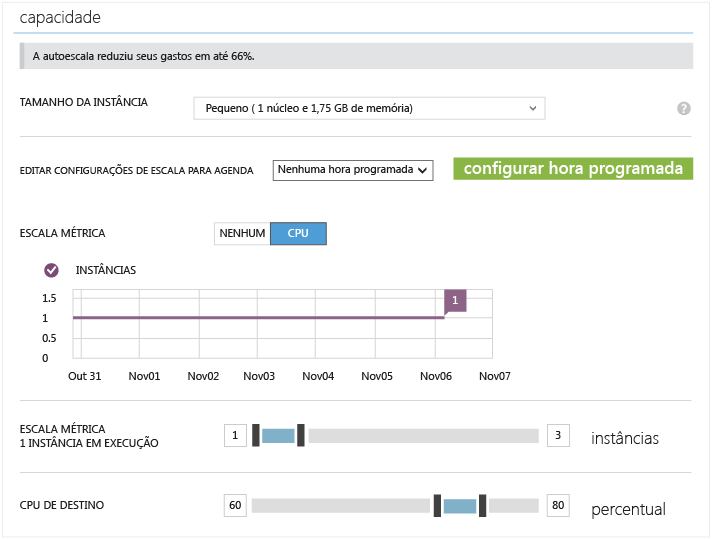 capacidade
A autoescala reduziu seus gastos em até 66%.
TAMANHO DA INSTÂNCIA
Pequeno ( 1 núcleo e 1,75 GB de memória)
?
EDITAR CONFIGURAÇÕES DE ESCALA PARA AGENDA
Nenhuma hora programada
configurar hora programada
ESCALA MÉTRICA
NENHUM
CPU
INSTÂNCIAS
1.5
1
0.5
0
1
Out 31
Nov01
Nov02
Nov03
Nov04
Nov05
Nov06
Nov07
ESCALA MÉTRICA
1 INSTÂNCIA EM EXECUÇÃO
1
3
instâncias
CPU DE DESTINO
60
80
percentual